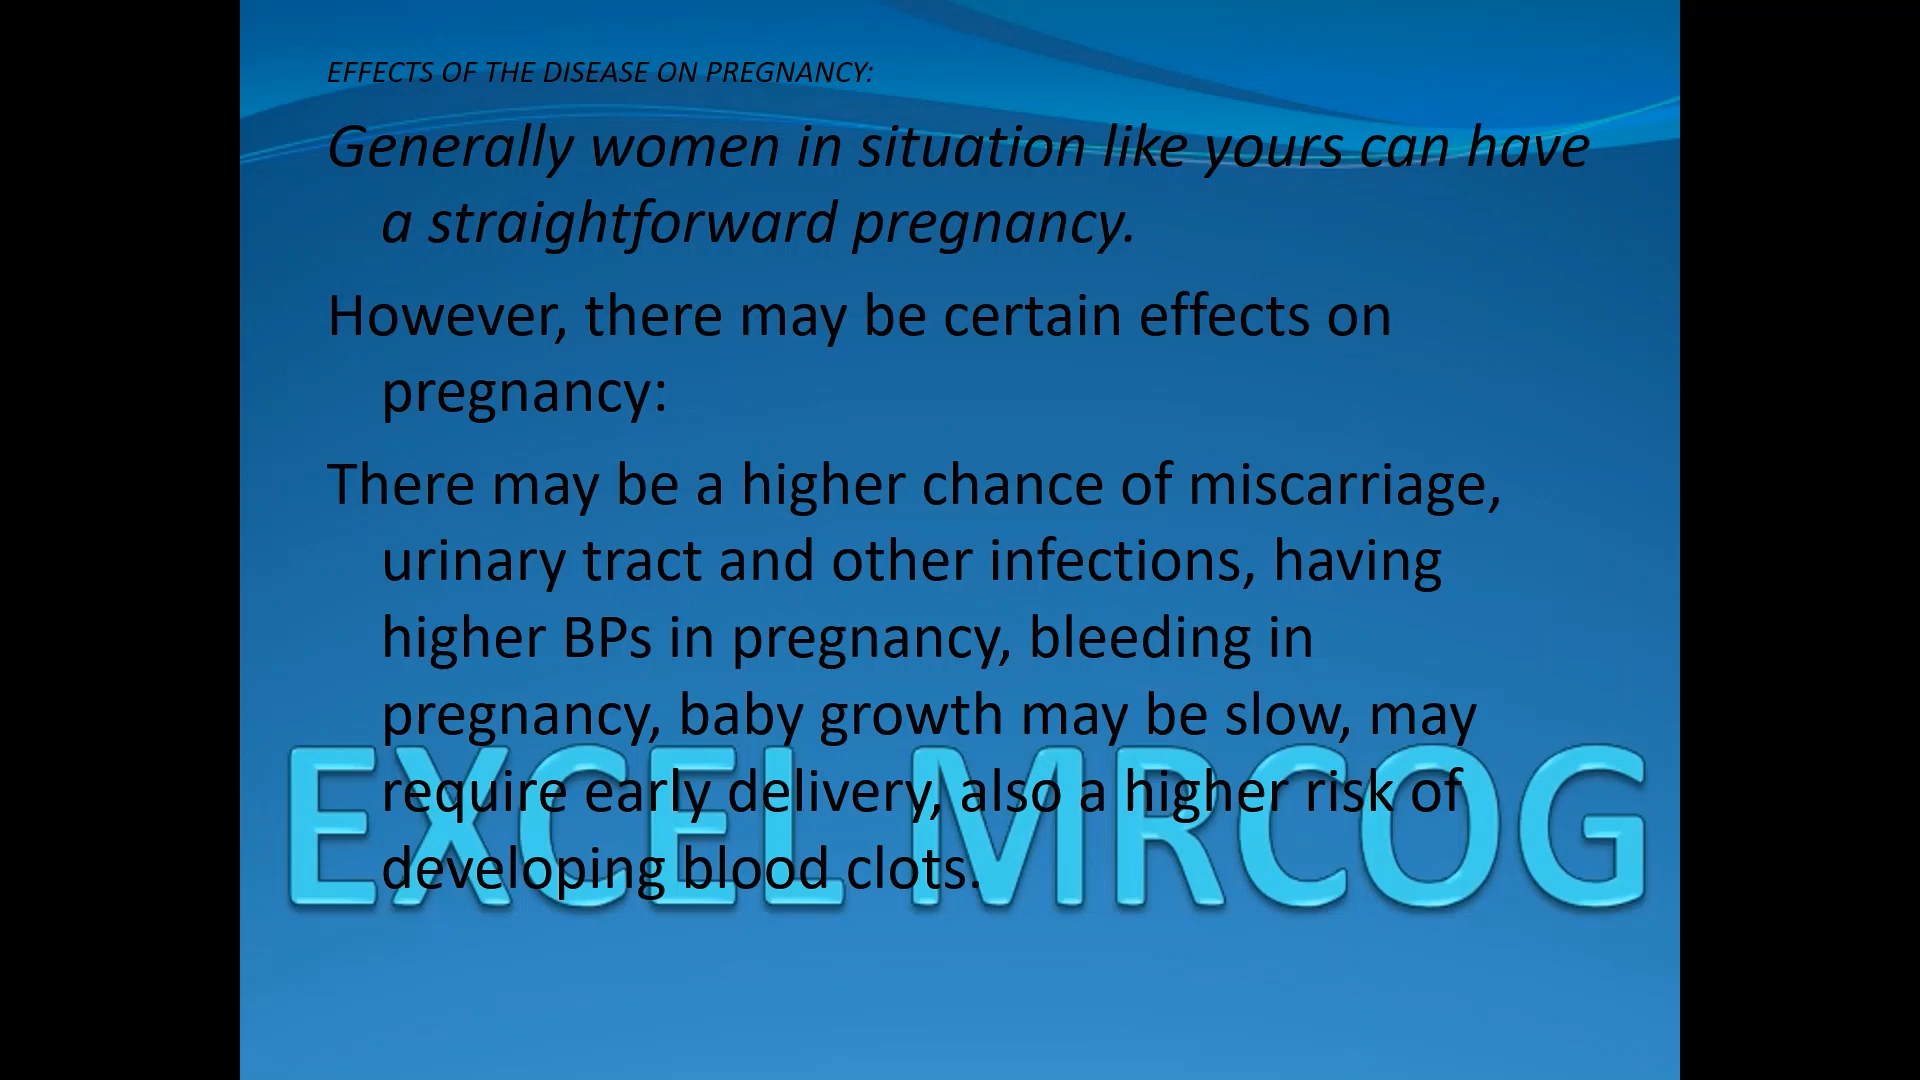 EFFECTS OF THE DISEASE ON PREGNANCY:
Generally women in situation like yours can have
a straightforward pregnancy.
However, there may be certain effects on
pregnancy:
There may be a higher chance of miscarriage,
urinary tract and other infections, having
higher BPs in pregnancy, bleeding in
pregnancy, baby growth may be slow, may
require early delivery, also a higher risk of
developing blood clots.
EXCEL MRCOG